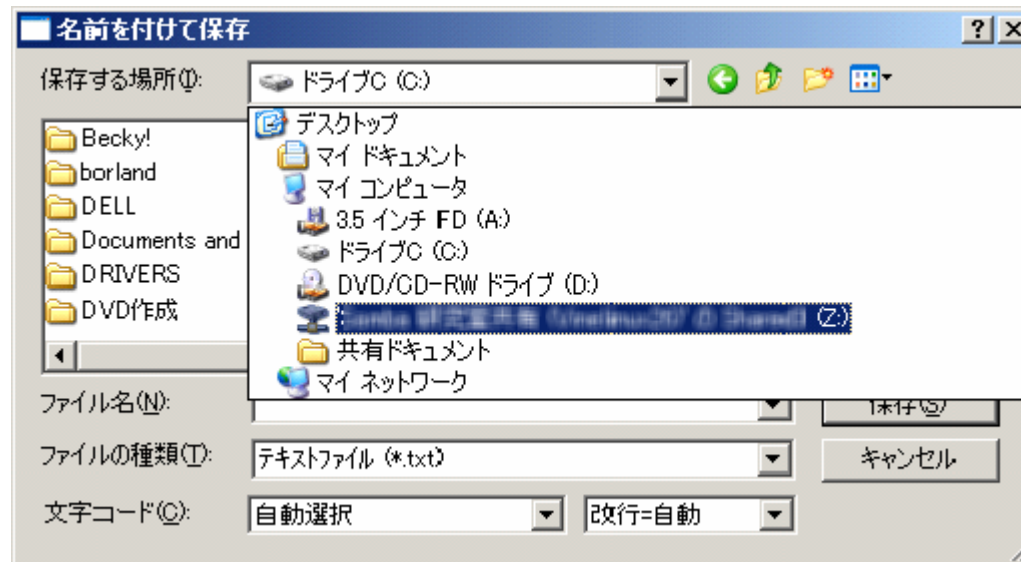 名前を付けて保存
保存する場所(I):
ドライブC (C:)
デスクトップ
マイ ドキュメント
マイ コンピュータ
3.5 インチ FD (A:)
ドライブC (C:)
DVD/CD-RW ドライブ (D:)
(Z:)
共有ドキュメント
マイ ネットワーク
Becky!
borland
DELL
Documents and
DRIVERS
DVD作成
ファイル名(N):
保存(S)
ファイルの種類(T):
テキストファイル (*.txt)
キャンセル
文字コード(C):
自動選択
改行=自動